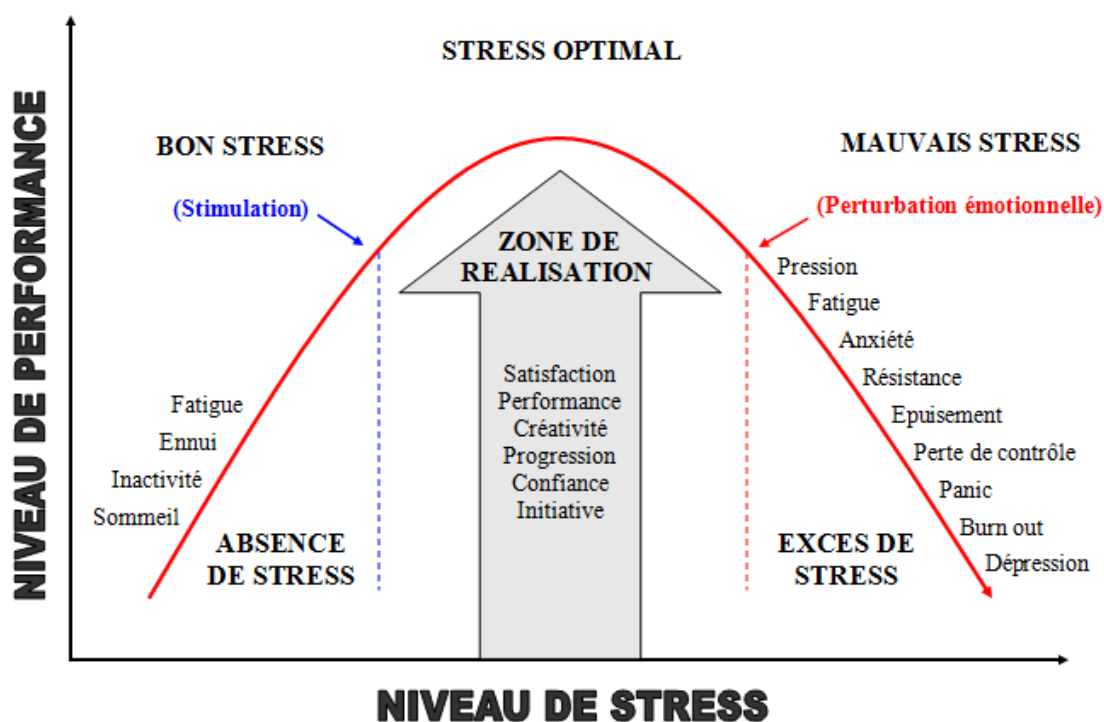 STRESS OPTIMAL
BON STRESS
(Stimulation)
MAUVAIS STRESS
(Perturbation émotionnelle)
ZONE DE
REALISATION
Satisfaction
Performance
Créativité
Progression
Confiance
Initiative
Fatigue
Ennui
Inactivité
Sommeil
ABSENCE
DE STRESS
Pression
Fatigue
Anxiété
Résistance
Epuisement
Perte de contrôle
Panic
Burn out
Dépression
EXCES DE
STRESS
NIVEAU DE PERFORMANCE
NIVEAU DE STRESS